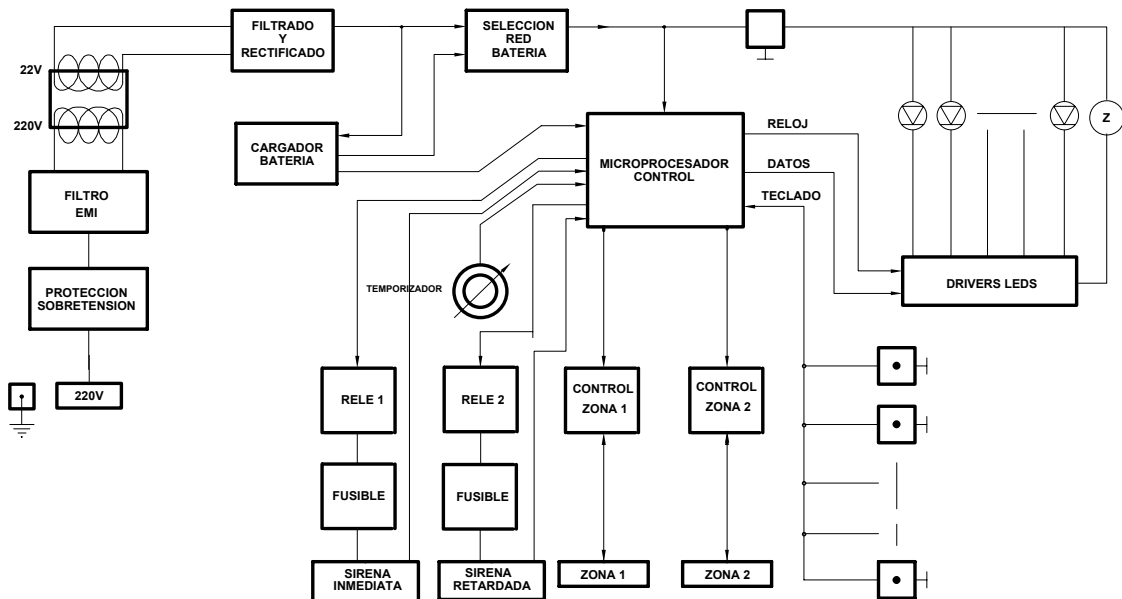 FILTRADO
Y
RECTIFICADO
SELECCION
RED
BATERIA
22V
220V
CARGADOR
BATERIA
MICROPROCESADOR
CONTROL
RELOJ
DATOS
TECLADO
Z
FILTRO
EMI
PROTECCION
SOBRETENSION
220V
TEMPORIZADOR
DRIVERS LEDS
RELE 1
RELE 2
CONTROL
ZONA 1
CONTROL
ZONA 2
FUSIBLE
FUSIBLE
SIRENA
INMEDIATA
SIRENA
RETARDADA
ZONA 1
ZONA 2